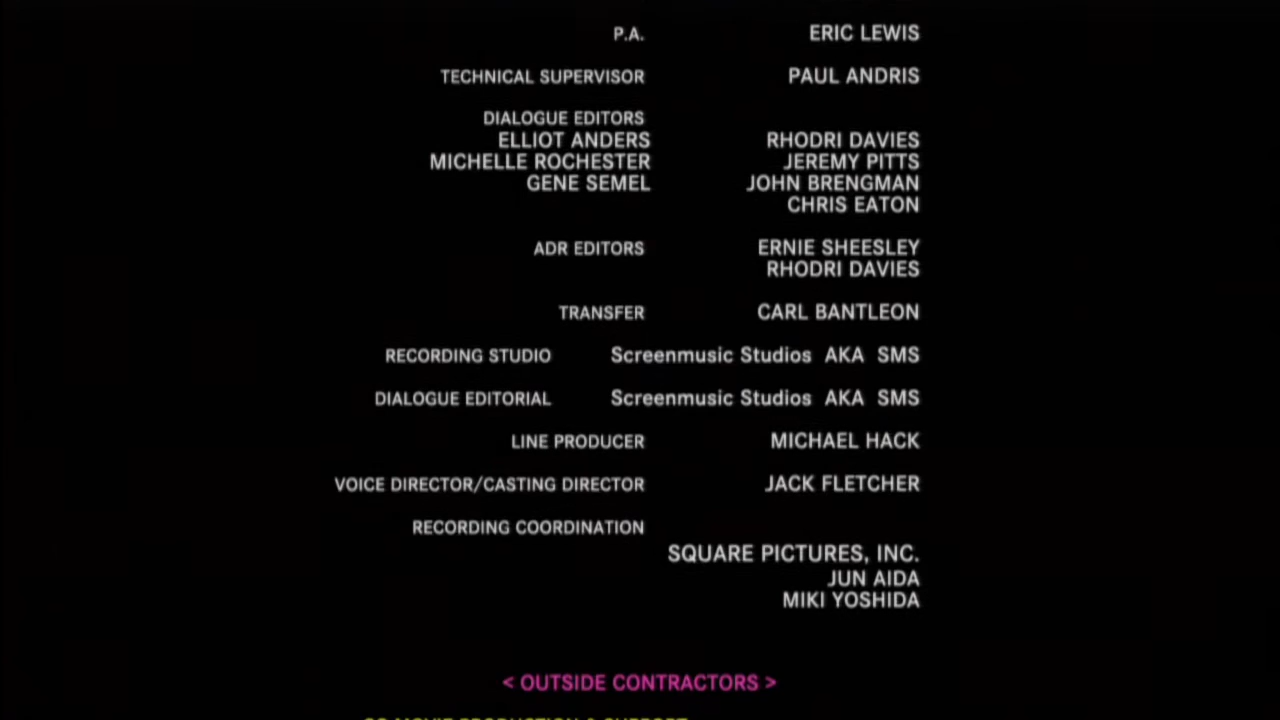 P.A. ERIC LEWIS
TECHNICAL SUPERVISOR PAUL ANDRIS
DIALOGUE EDITORS
ELLIOT ANDERS RHODRI DAVIES
MICHELLE ROCHESTER JEREMY PITTS
GENE SEMEL JOHN BRENGMAN
CHRIS EATON
ADR EDITORS ERNIE SHEESLEY
RHODRI DAVIES
TRANSFER CARL BANTLEON
RECORDING STUDIO Screenmusic Studios AKA SMS
DIALOGUE EDITORIAL Screenmusic Studios AKA SMS
LINE PRODUCER MICHAEL HACK
VOICE DIRECTOR/CASTING DIRECTOR JACK FLETCHER
RECORDING COORDINATION
SQUARE PICTURES, INC.
JUN AIDA
MIKI YOSHIDA
< OUTSIDE CONTRACTORS >